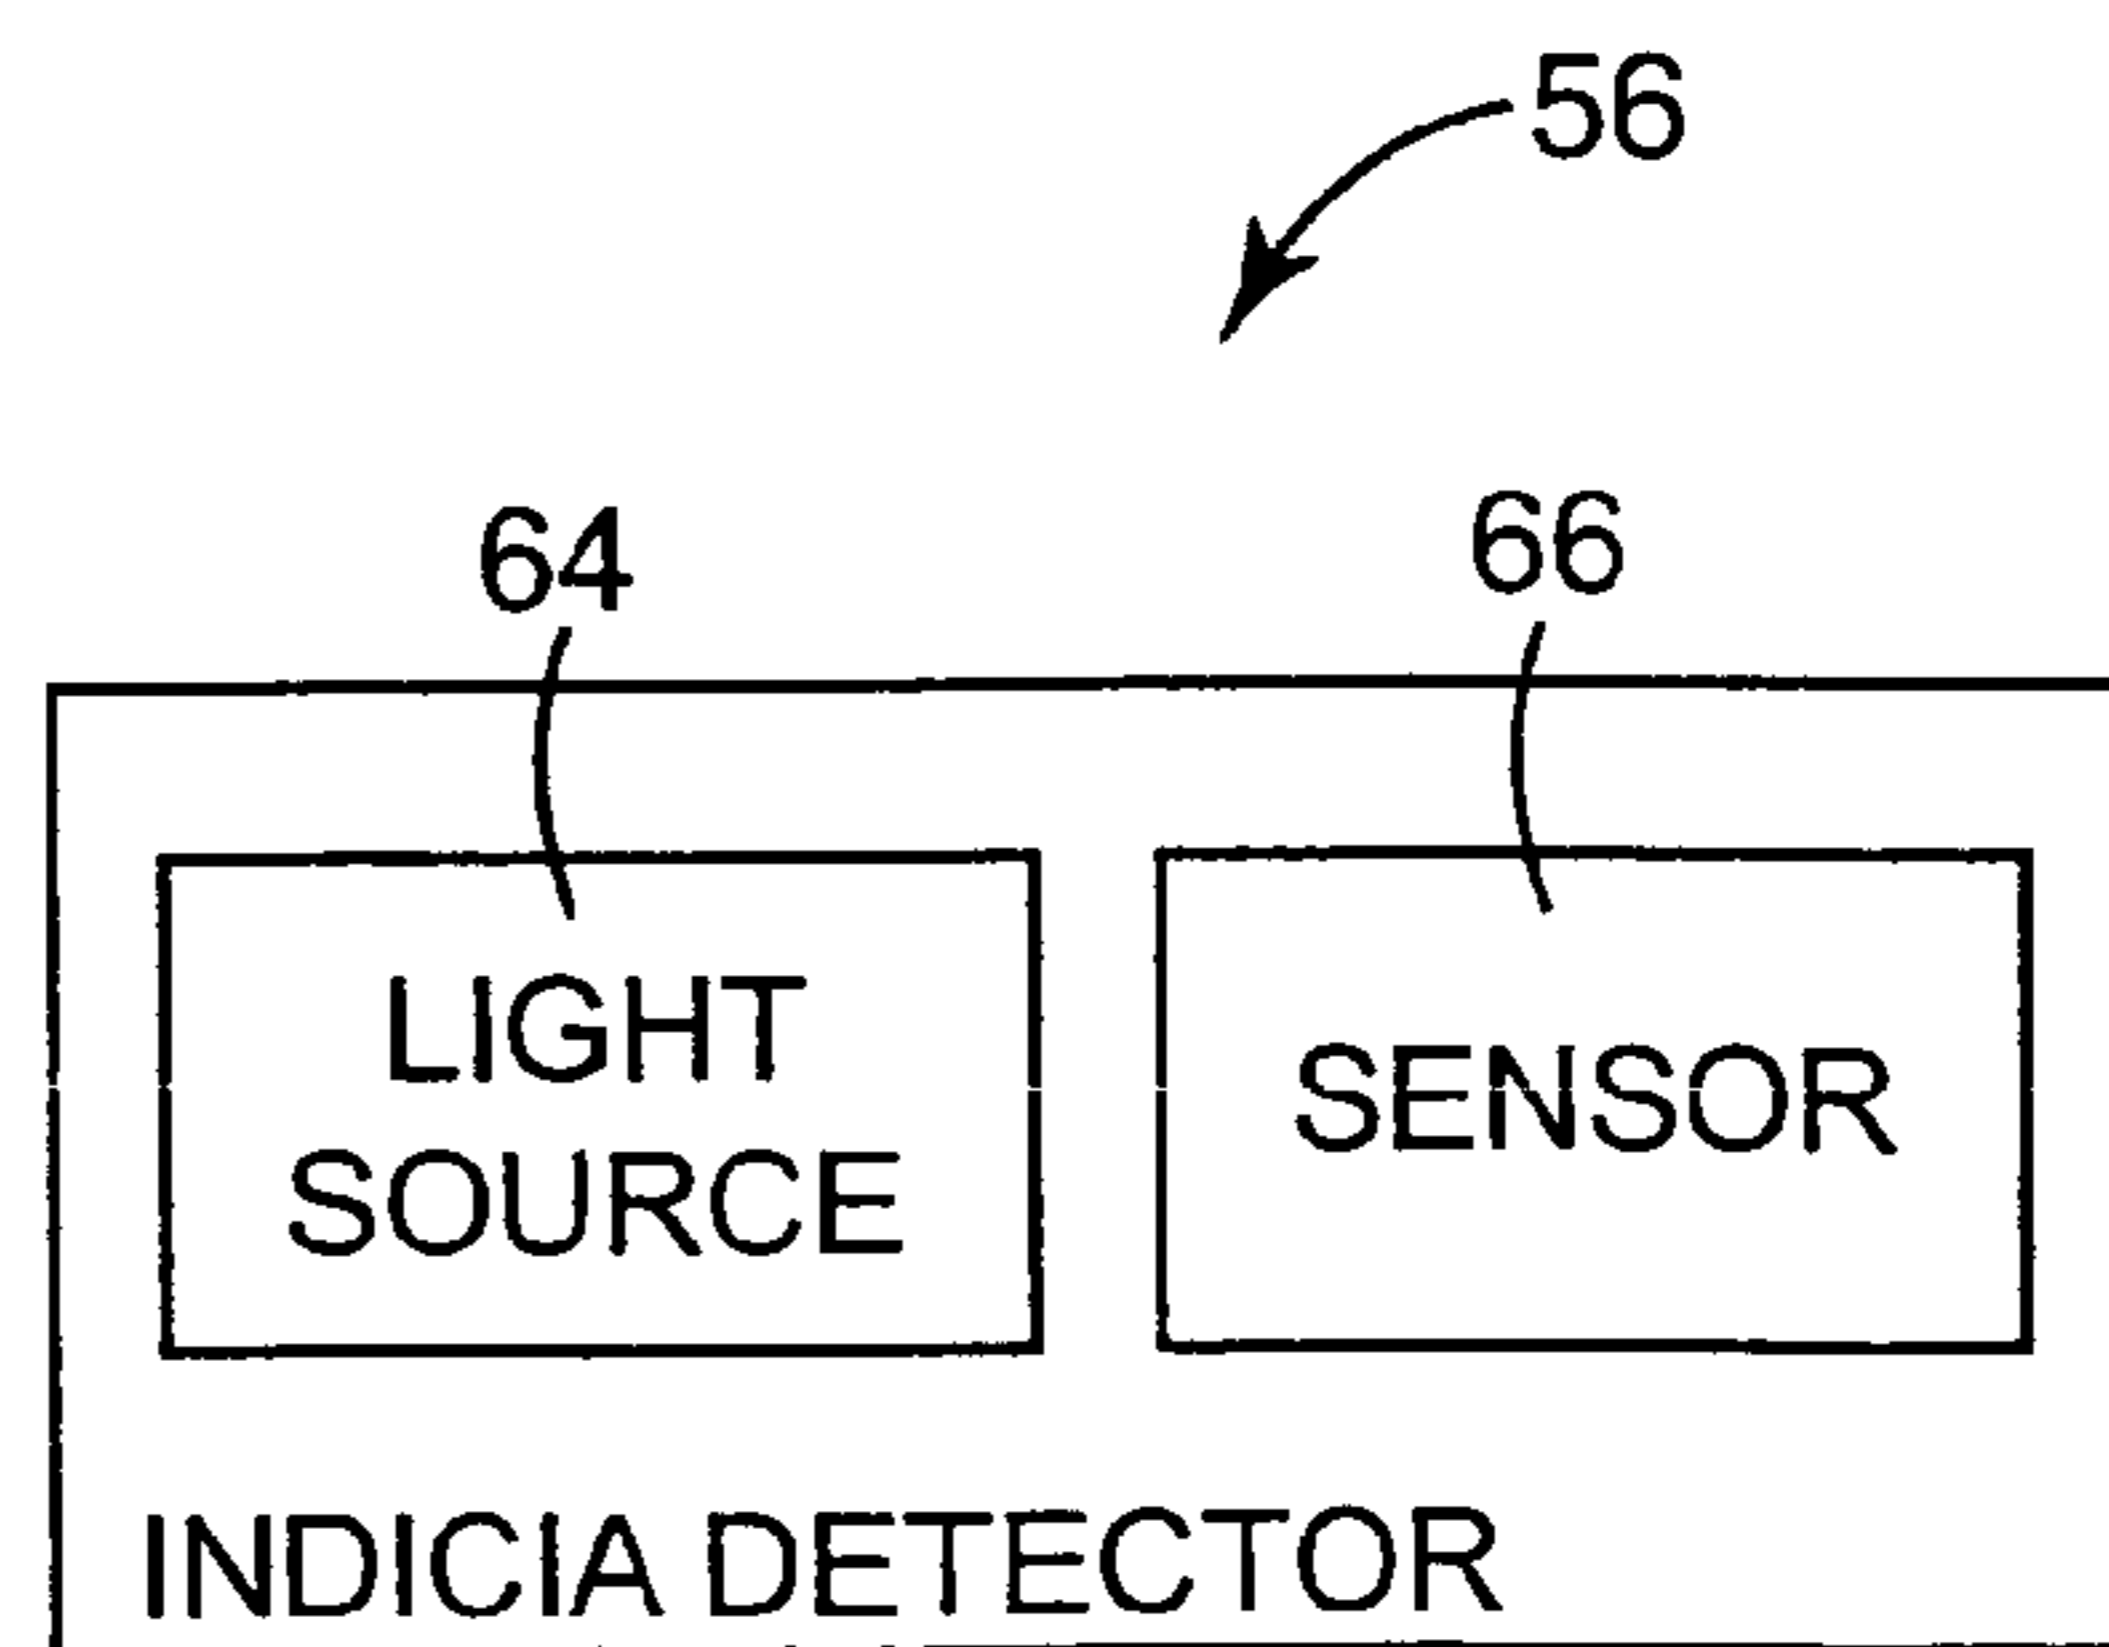 56
64
66
LIGHT
SOURCE
SENSOR
INDICIA DETECTOR